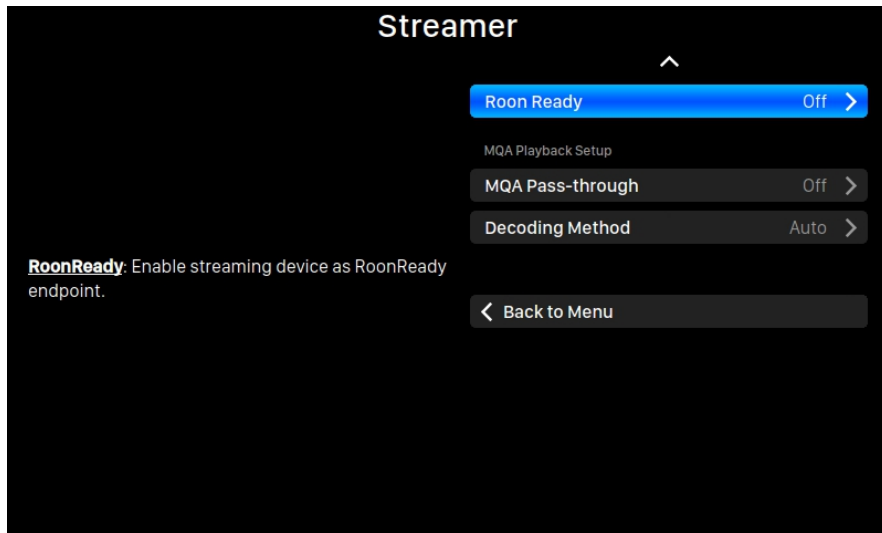 Streamer
Roon Ready Off
MQA Playback Setup
MQA Pass-through Off
Decoding Method Auto
RoonReady: Enable streaming device as RoonReady
endpoint.
Back to Menu